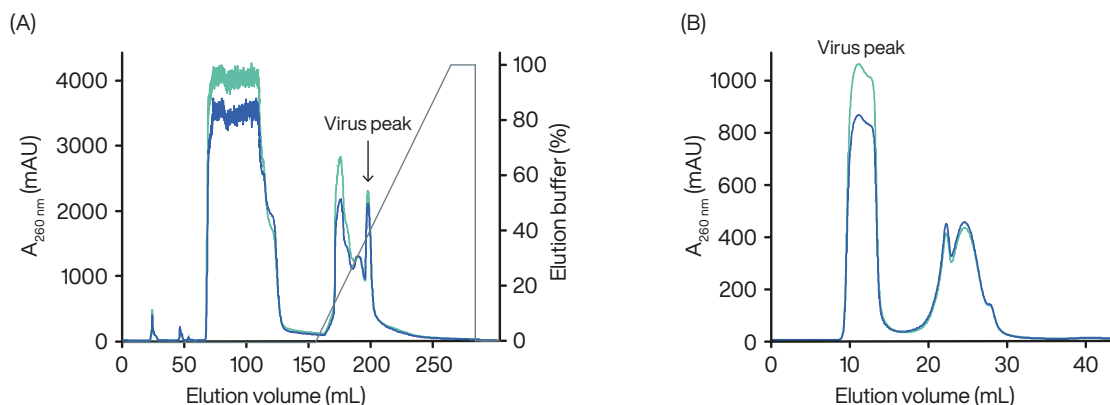 (A)
A260 nm (mAU)
4000
3000
2000
1000
0
Virus peak
100
80
60
40
20
0
Elution buffer (%)
0 50 100 150 200 250
Elution volume (mL)
(B)
A260 nm (mAU)
1000
800
600
400
200
0
Virus peak
0 10 20 30 40
Elution volume (mL)